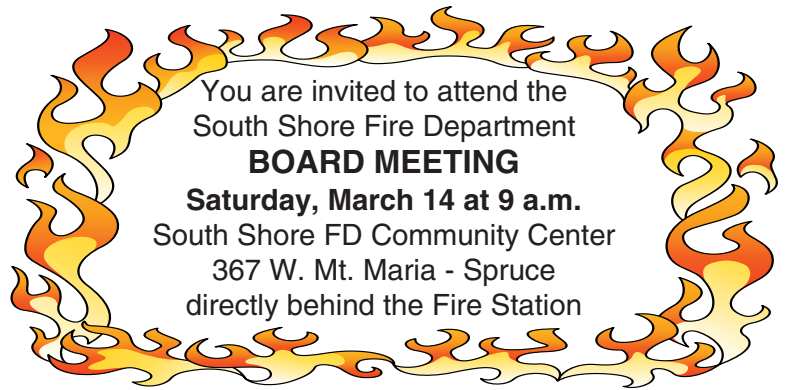 You are invited to attend the
South Shore Fire Department
BOARD MEETING
Saturday, March 14 at 9 a.m.
South Shore FD Community Center
367 W. Mt. Maria - Spruce
directly behind the Fire Station